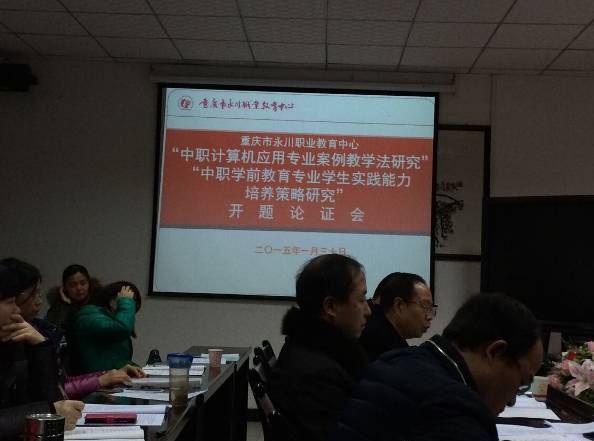 重庆市永川职业教育中心
重庆市永川职业教育中心
“中职计算机应用专业案例教学法研究”
“中职学前教育专业学生实践能力
培养策略研究”
开题论证会
二〇一五年一月三十日